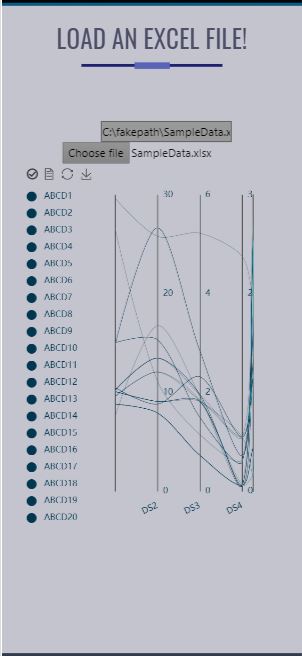 LOAD AN EXCEL FILE!
C:\fakepath\SampleData.x
Choose file SampleData.xlsx
ABCD1
ABCD2
ABCD3
ABCD4
ABCD5
ABCD6
ABCD7
ABCD8
ABCD9
ABCD10
ABCD11
ABCD12
ABCD13
ABCD14
ABCD15
ABCD16
ABCD17
ABCD18
ABCD19
ABCD20
30 6 3
20 4 2
10 2
0 0 0
DS2 DS3 DS4